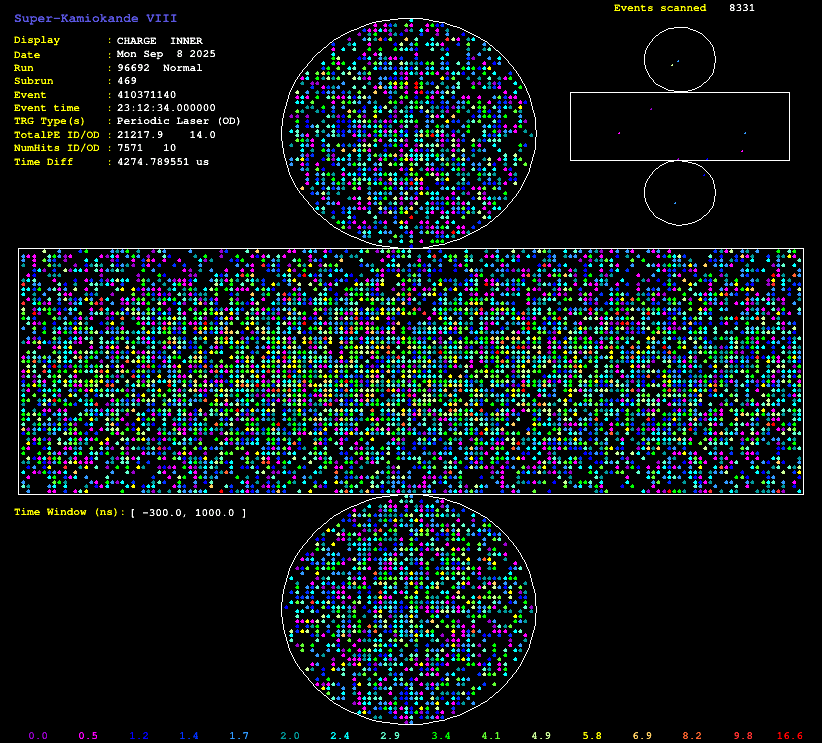 Super-Kamiokande VIII
Events scanned 8331
Display : CHARGE INNER
Date : Mon Sep 8 2025
Run : 96692 Normal
Subrun : 469
Event : 410371140
Event time : 23:12:34.000000
TRG Type(s) : Periodic Laser (OD)
TotalPE ID/OD : 21217.9 14.0
NumHits ID/OD : 7571 10
Time Diff : 4274.789551 us
Time Window (ns): [ -300.0, 1000.0 ]
0.0 0.5 1.2 1.4 1.7 2.0 2.4 2.9 3.4 4.1 4.9 5.8 6.9 8.2 9.8 16.6